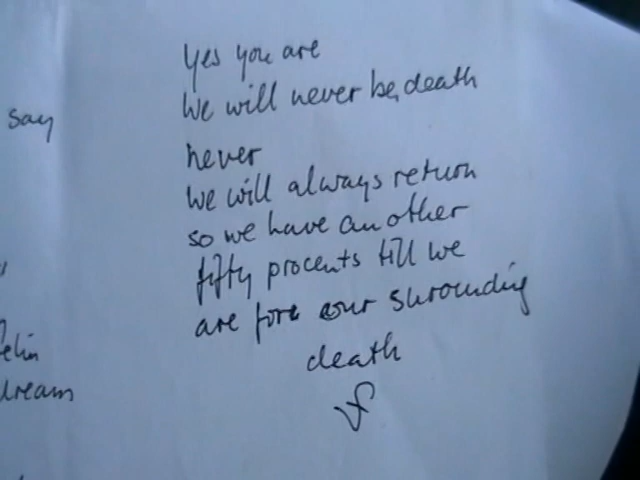 Yes you are
We will never be, death
say
never
We will always return
so we have another
fifty procents till we
are fore our shrouding
elin
death
dream